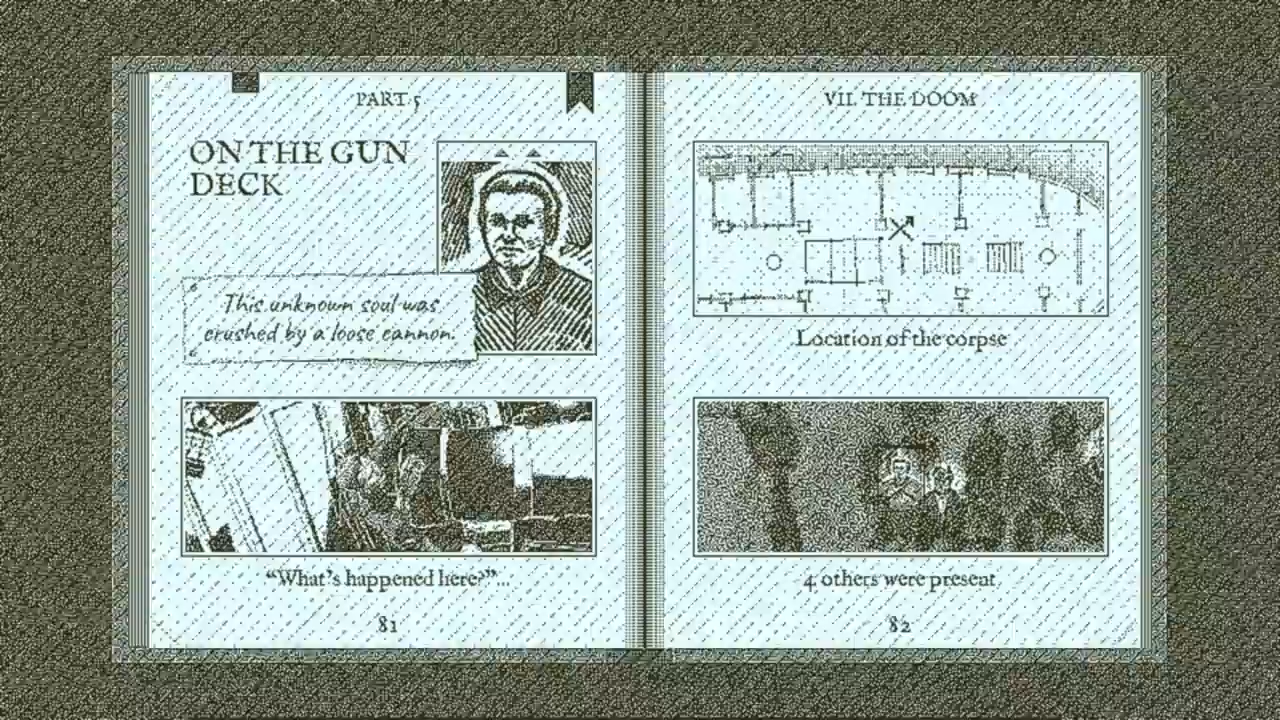 PART 5
ON THE GUN
DECK
This unknown soul was
crushed by a loose cannon.
“What’s happened here?”...
81
VII. THE DOOM
Location of the corpse
4 others were present
82